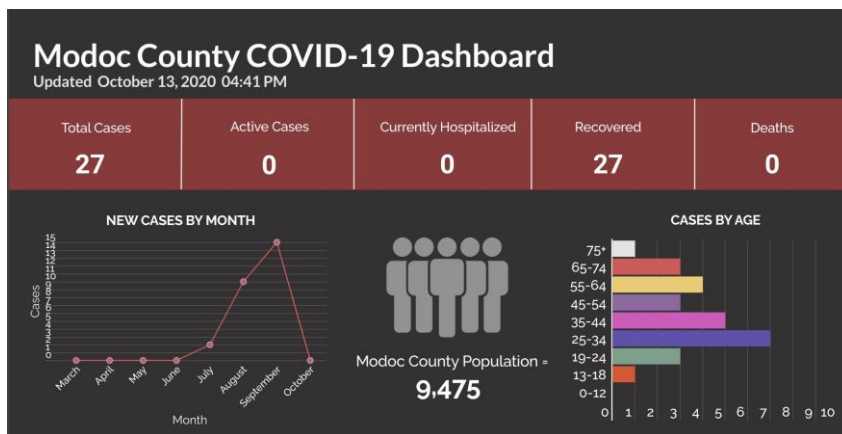 Modoc County COVID-19 Dashboard
Updated October 13, 2020 04:41 PM
Total Cases
27
Active Cases
0
Currently Hospitalized
0
Recovered
27
Deaths
0
NEW CASES BY MONTH
15
14
13
12
11
10
9
8
7
6
5
4
3
2
1
0
Cases
March
April
May
June
July
August
September
October
Month
Modoc County Population =
9,475
CASES BY AGE
75+
65-74
55-64
45-54
35-44
25-34
19-24
13-18
0-12
0 1 2 3 4 5 6 7 8 9 10